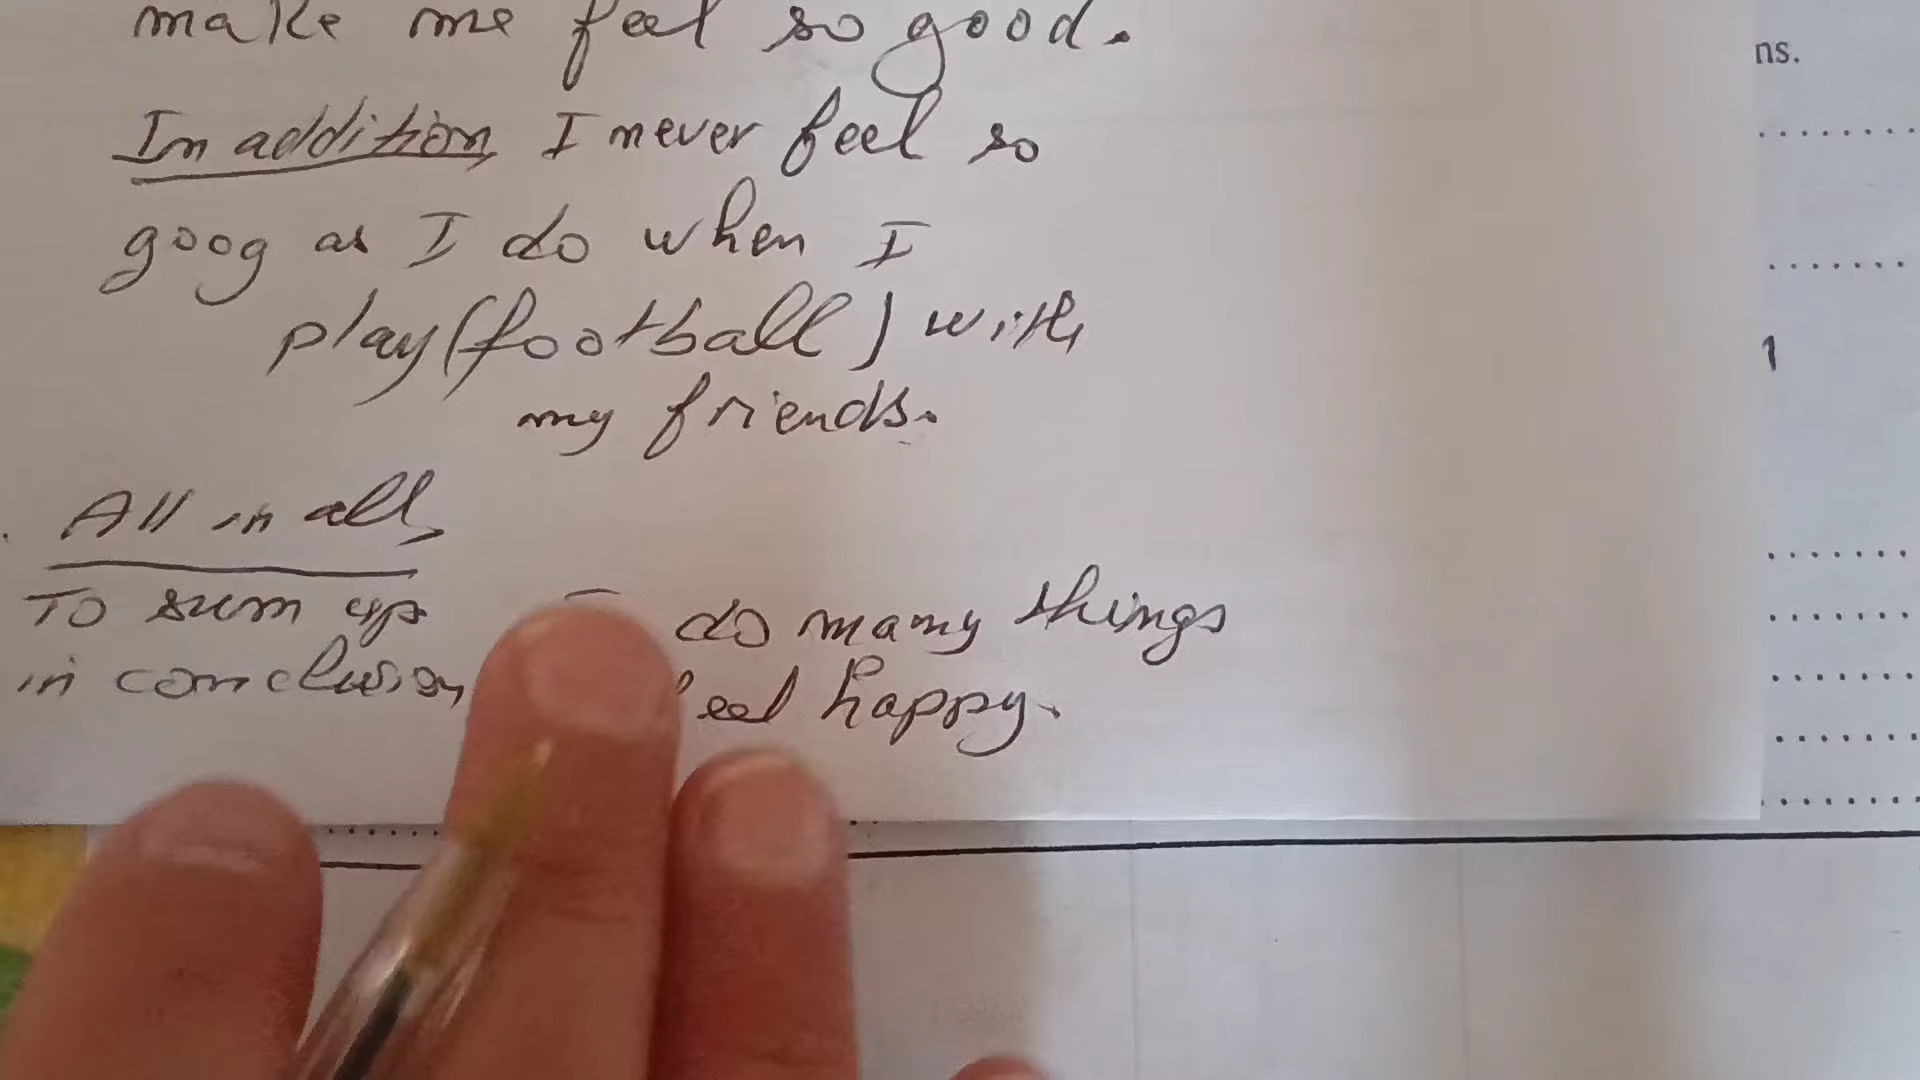 make me feel so good.
In addition, I never feel so
goog as I do when I
play (football) with
my friends.
All in all,
To sum up do many things
in conclusion, happy.
ns.
1